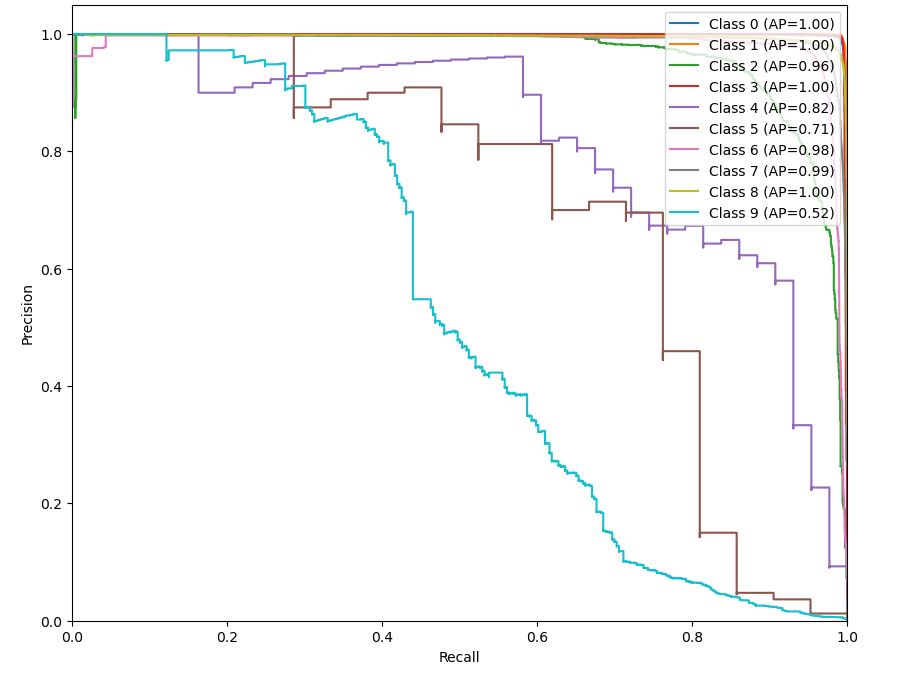 1.0
0.8
0.6
0.4
0.2
0.0
Precision
0.0
0.2
0.4
0.6
0.8
1.0
Recall
Class 0 (AP=1.00)
Class 1 (AP=1.00)
Class 2 (AP=0.96)
Class 3 (AP=1.00)
Class 4 (AP=0.82)
Class 5 (AP=0.71)
Class 6 (AP=0.98)
Class 7 (AP=0.99)
Class 8 (AP=1.00)
Class 9 (AP=0.52)